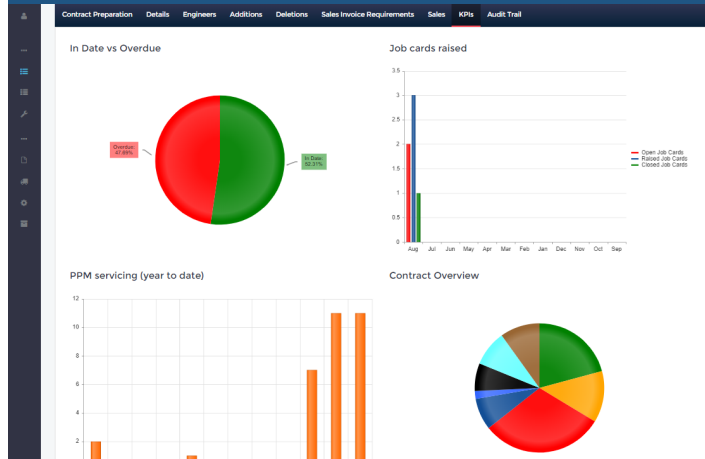 Contract Preparation Details Engineers Additions Deletions Sales Invoice Requirements Sales KPIs Audit Trail
In Date vs Overdue
Overdue:
47.69%
In Date:
52.31%
Job cards raised
3.5
3
2.5
2
1.5
1
0.5
0
Aug Jul Jun May Apr Mar Feb Jan Dec Nov Oct Sep
Open Job Cards
Raised Job Cards
Closed Job Cards
PPM servicing (year to date)
12
10
8
6
4
2
Contract Overview